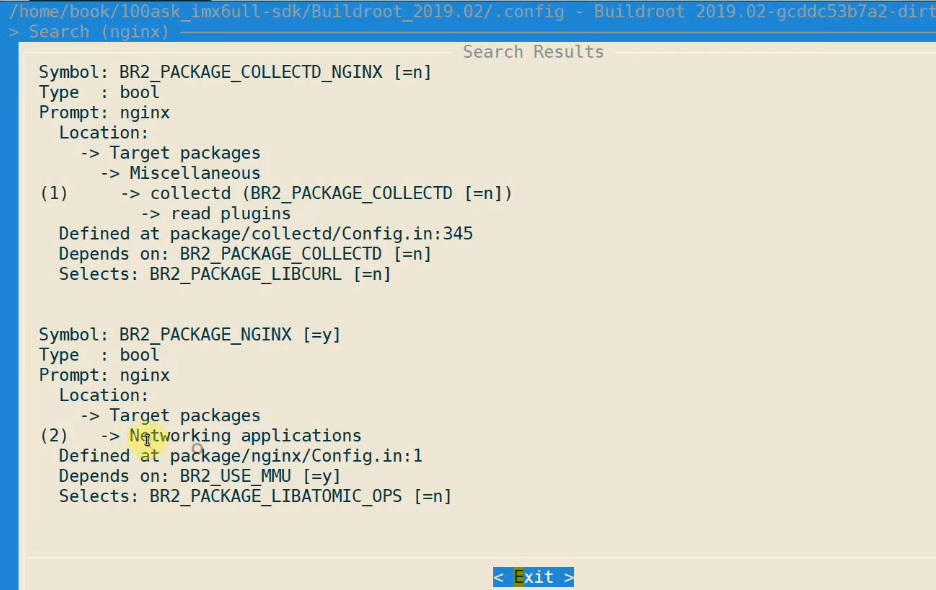 /home/book/100ask_imx6ull-sdk/Buildroot_2019.02/.config - Buildroot 2019.02-gcddc53b7a2-dirt
> Search (nginx)
Search Results
Symbol: BR2_PACKAGE_COLLECTD_NGINX [=n]
Type  : bool
Prompt: nginx
  Location:
    -> Target packages
      -> Miscellaneous
(1)     -> collectd (BR2_PACKAGE_COLLECTD [=n])
          -> read plugins
  Defined at package/collectd/Config.in:345
  Depends on: BR2_PACKAGE_COLLECTD [=n]
  Selects: BR2_PACKAGE_LIBCURL [=n]
Symbol: BR2_PACKAGE_NGINX [=y]
Type  : bool
Prompt: nginx
  Location:
    -> Target packages
(2)   -> Networking applications
  Defined at package/nginx/Config.in:1
  Depends on: BR2_USE_MMU [=y]
  Selects: BR2_PACKAGE_LIBATOMIC_OPS [=n]
< Exit >